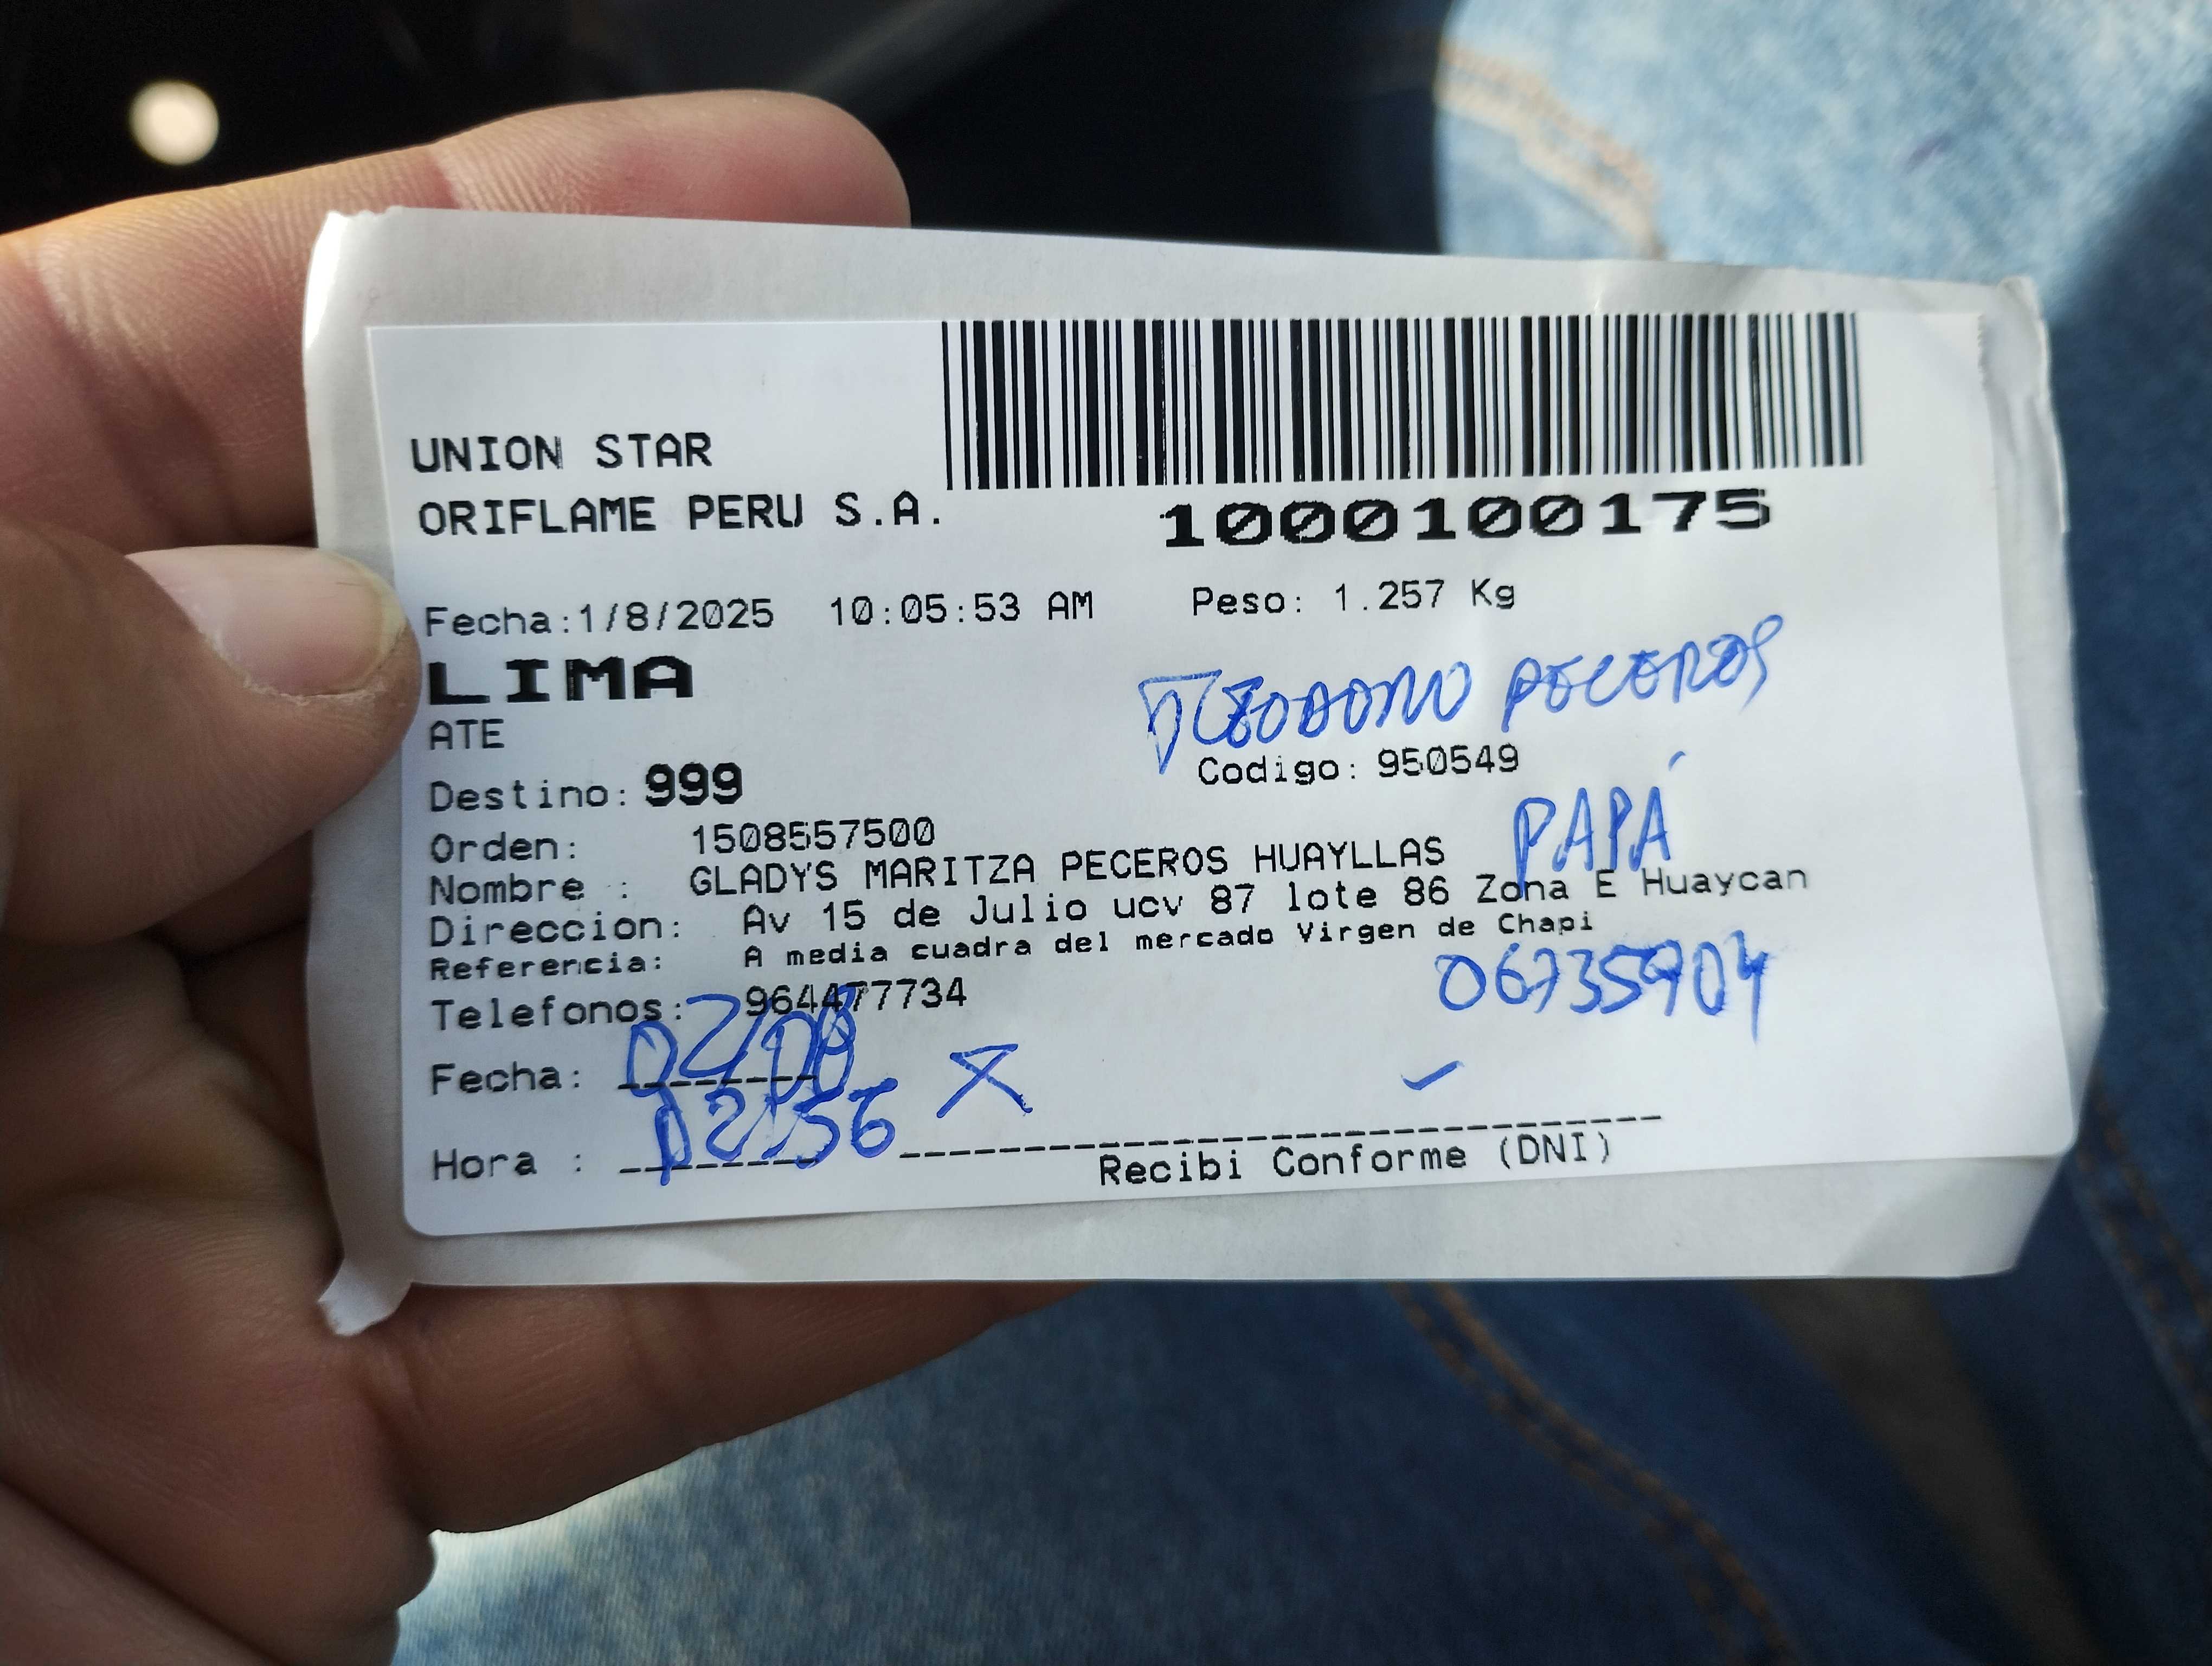 UNION STAR
ORIFLAME PERU S.A.
1000100175
Fecha:1/8/2025 10:05:53 AM Peso: 1.257 Kg
LIMA
TEODORO PECEROS
ATE
Codigo: 950549
Destino: 999
Orden: 1508557500
PAPÁ
Nombre : GLADYS MARITZA PECEROS HUAYLLAS
Direccion: Av 15 de Julio ucv 87 lote 86 Zona E Huaycan
Referencia: A media cuadra del mercado Virgen de Chapi
Telefonos: 964477734
06735904
Fecha: 02/08
Hora : 02:56
Recibi Conforme (DNI)